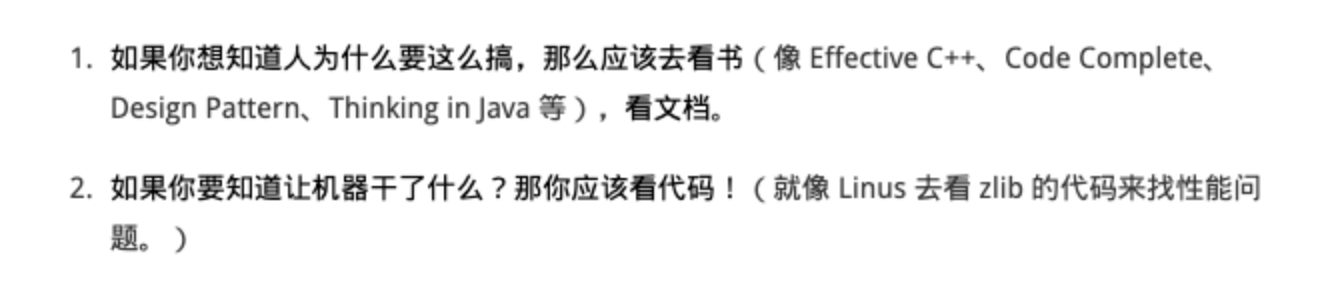 1. 如果你想知道人为什么要这么搞，那么应该去看书（像 Effective C++、Code Complete、
Design Pattern、Thinking in Java 等），看文档。
2. 如果你要知道让机器干了什么？那你应该看代码！（就像 Linus 去看 zlib 的代码来找性能问
题。）